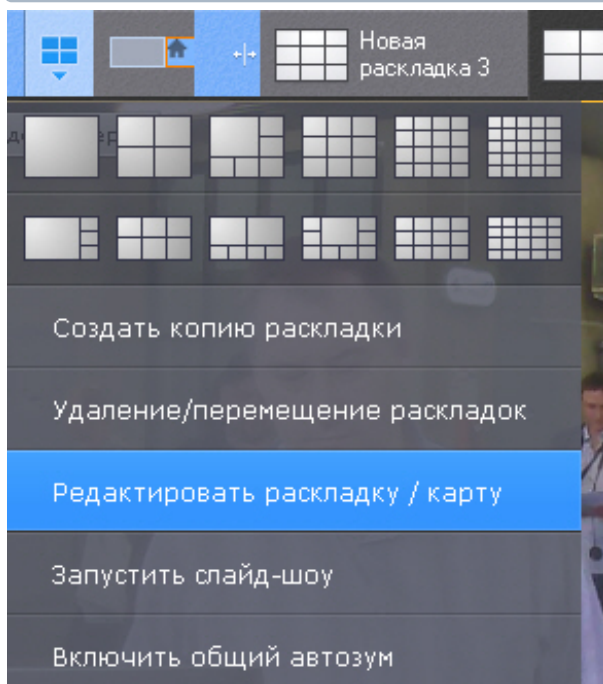 Новая
раскладка 3
Создать копию раскладки
Удаление/перемещение раскладок
Редактировать раскладку / карту
Запустить слайд-шоу
Включить общий автозум